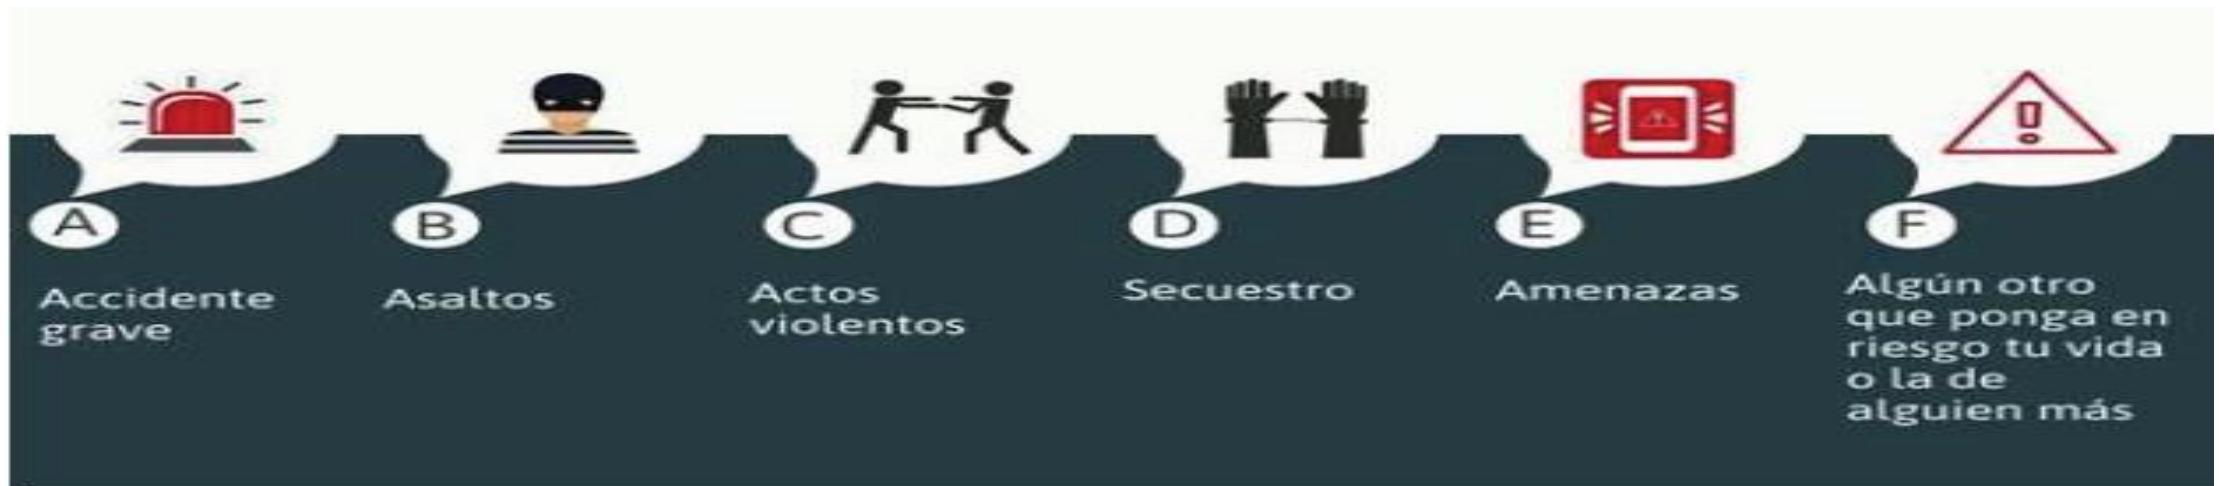 A
Accidente
grave
B
Asaltos
C
Actos
violentos
D
Secuestro
E
Amenazas
F
Algún otro
que ponga en
riesgo tu vida
o la de
alguien más